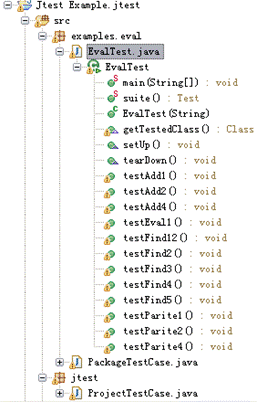 Jtest Example.jtest
src
examples.eval
EvalTest.java
EvalTest
main(String[]) : void
suite() : Test
EvalTest(String)
getTestedClass() : Class
setUp() : void
tearDown() : void
testAdd1() : void
testAdd2() : void
testAdd4() : void
testEval1() : void
testFind12() : void
testFind2() : void
testFind3() : void
testFind4() : void
testFind5() : void
testParite1() : void
testParite2() : void
testParite4() : void
PackageTestCase.java
jtest
ProjectTestCase.java